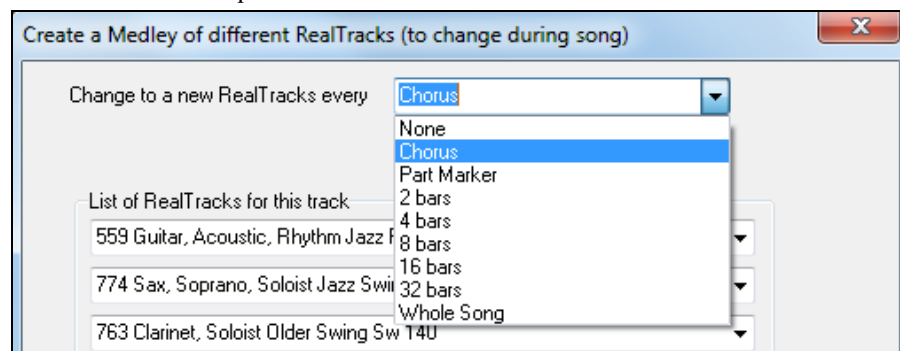 Create a Medley of different RealTracks (to change during song)
Change to a new RealTracks every Chorus
None
Chorus
Part Marker
2 bars
4 bars
8 bars
16 bars
32 bars
Whole Song
List of RealTracks for this track
559 Guitar, Acoustic, Rhythm Jazz
774 Sax, Soprano, Soloist Jazz
763 Clarinet, Soloist Older Swing Sw 140